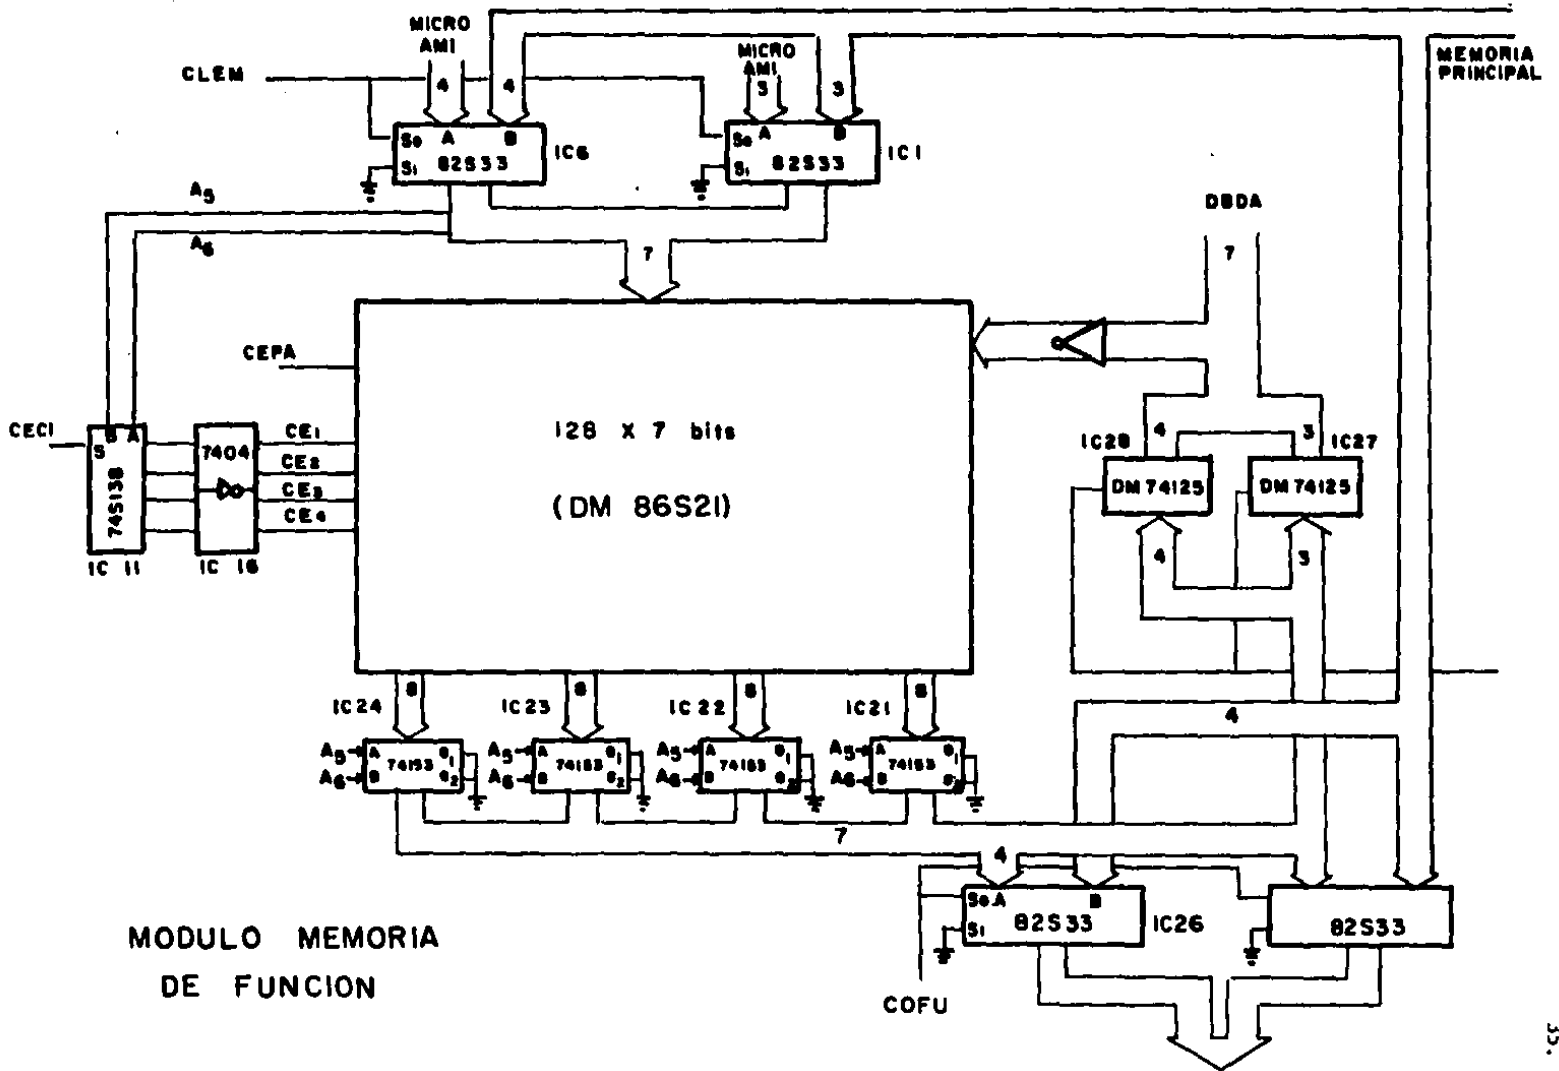 MICRO
AMI
MICRO
AMI
MEMORIA
PRINCIPAL
CLEM
4
4
3
3
So A B
S1 82S33
IC6
So A B
S1 82S33
IC1
A5
A6
7
DBDA
7
CEPA
CECI
S B A
74S138
IC 11
7404
IC 16
CE1
CE2
CE3
CE4
128 X 7 bits
(DM 86S21)
IC28
4
3
IC27
DM 74125
DM 74125
4
3
4
8
8
8
8
IC24
IC23
IC22
IC21
A5
A
74153
A6
B
A5
A
74153
A6
B
A5
A
74153
A6
B
A5
A
74153
A6
B
7
4
So A B
S1 82S33
IC26
82S33
COFU
MODULO MEMORIA
DE FUNCION